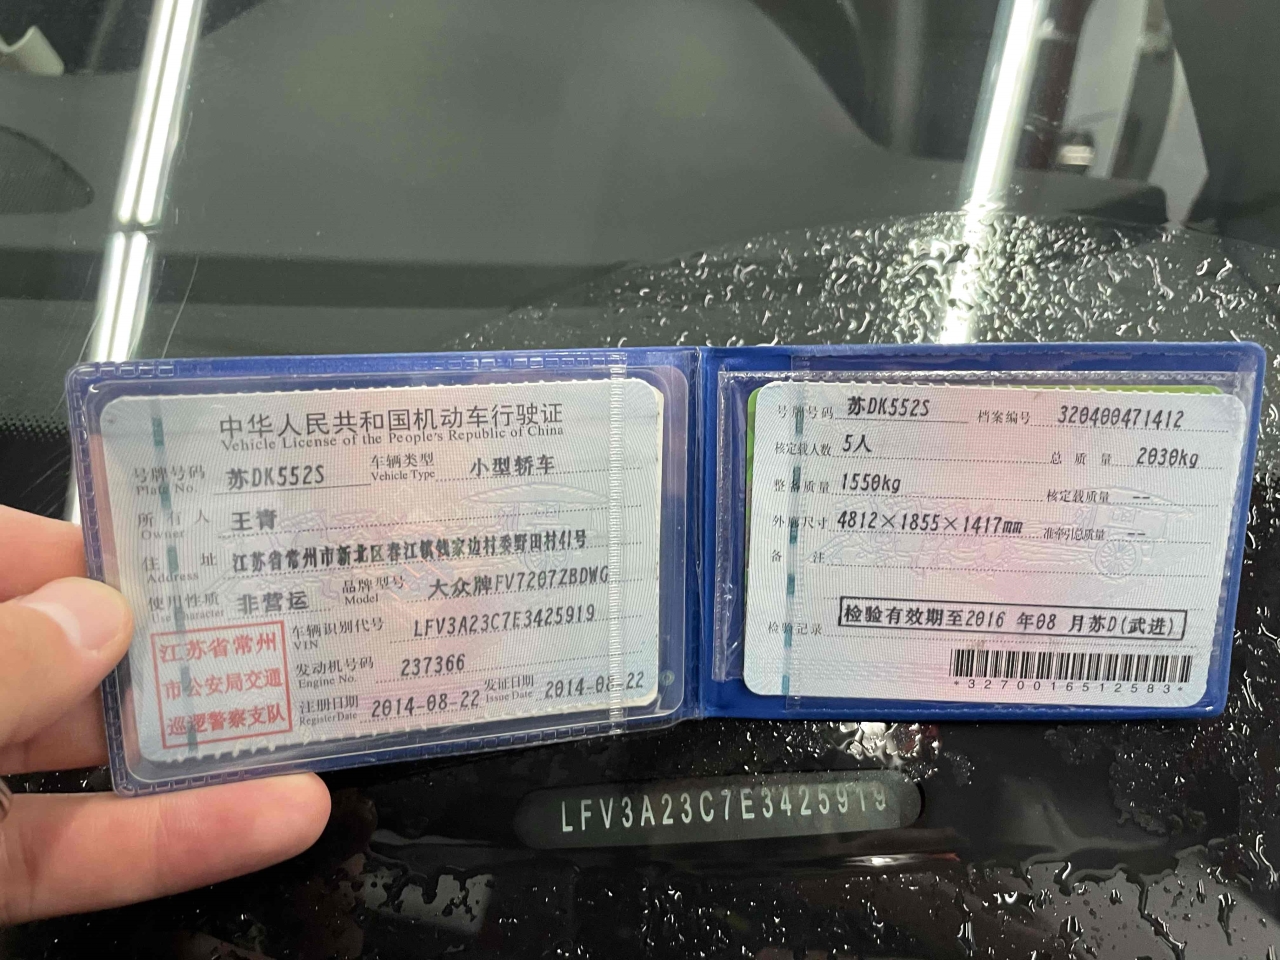 中华人民共和国机动车行驶证
Vehicle License of the People's Republic of China
号牌号码 苏DK552S 车辆类型 小型轿车
Plate No. Vehicle Type
所有人 王青
Owner
住址 江苏省常州市新北区春江镇钱家边村委野田村41号
Address
使用性质 非营运 品牌型号 大众牌FV7207ZBDWG
Use Character Model
江苏省常州
市公安局交通
巡逻警察支队
车辆识别代号 LFV3A23C7E3425919
VIN
发动机号码 237366
Engine No.
注册日期 2014-08-22 发证日期 2014-08-22
Register Date Issue Date
号牌号码 苏DK552S 档案编号 320400471412
核定载人数 5人 总质量 2030kg
整备质量 1550kg 核定载质量 --
外廓尺寸 4812×1855×1417mm 准牵引总质量 --
备注
检验记录 检验有效期至2016 年08 月苏D(武进)
*3270016512583*
LFV3A23C7E3425919